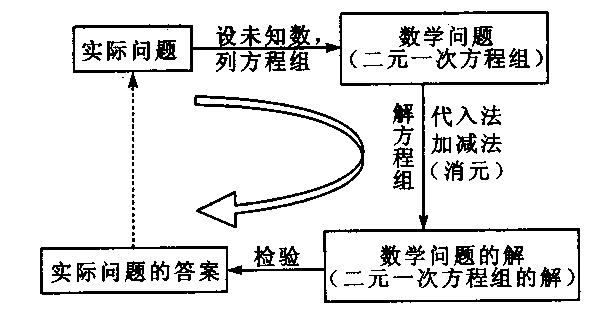 实际问题
设未知数，
列方程组
数学问题
（二元一次方程组）
解方程组
代入法
加减法
（消元）
数学问题的解
（二元一次方程组的解）
检验
实际问题的答案